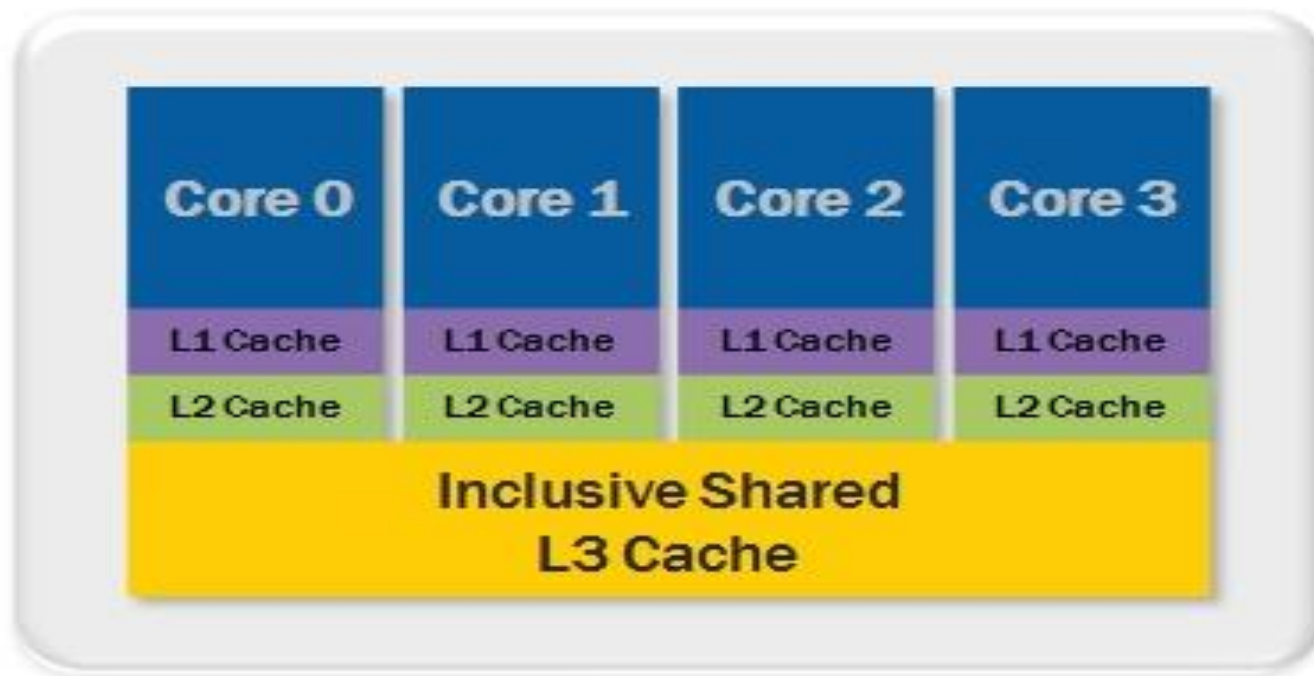 Core 0 Core 1 Core 2 Core 3
L1 Cache L1 Cache L1 Cache L1 Cache
L2 Cache L2 Cache L2 Cache L2 Cache
Inclusive Shared
L3 Cache